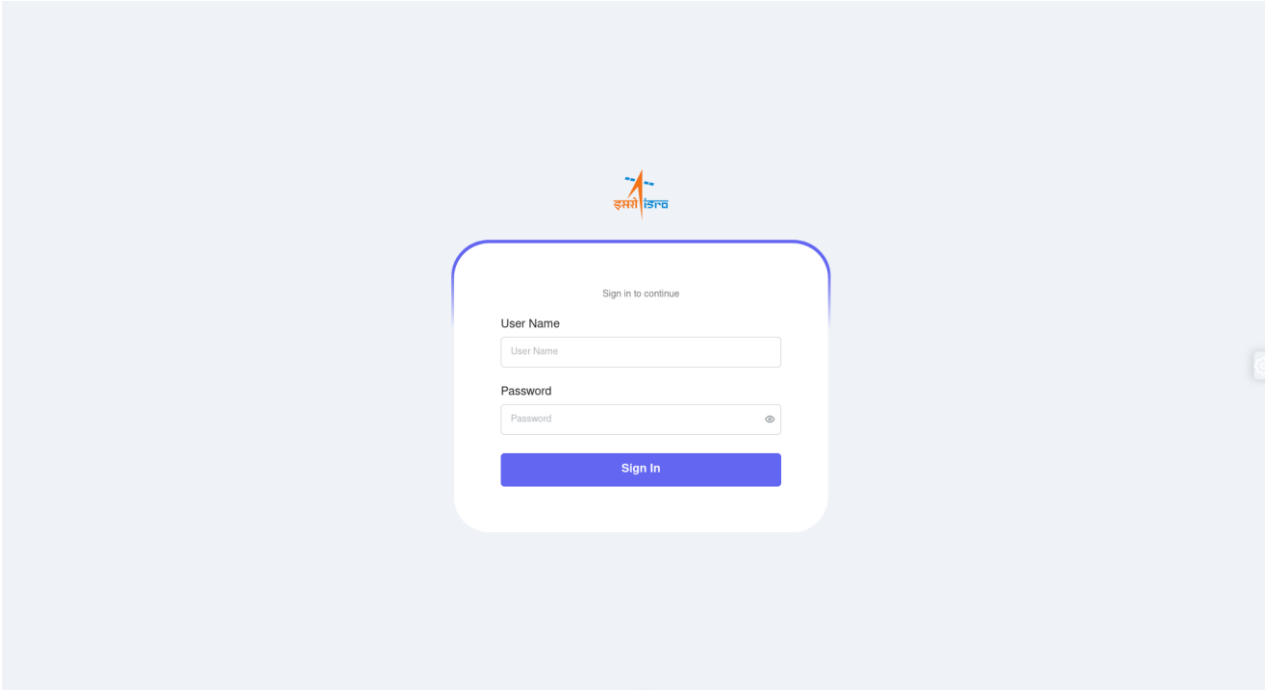 इसरो isro
Sign in to continue
User Name
User Name
Password
Password
Sign In